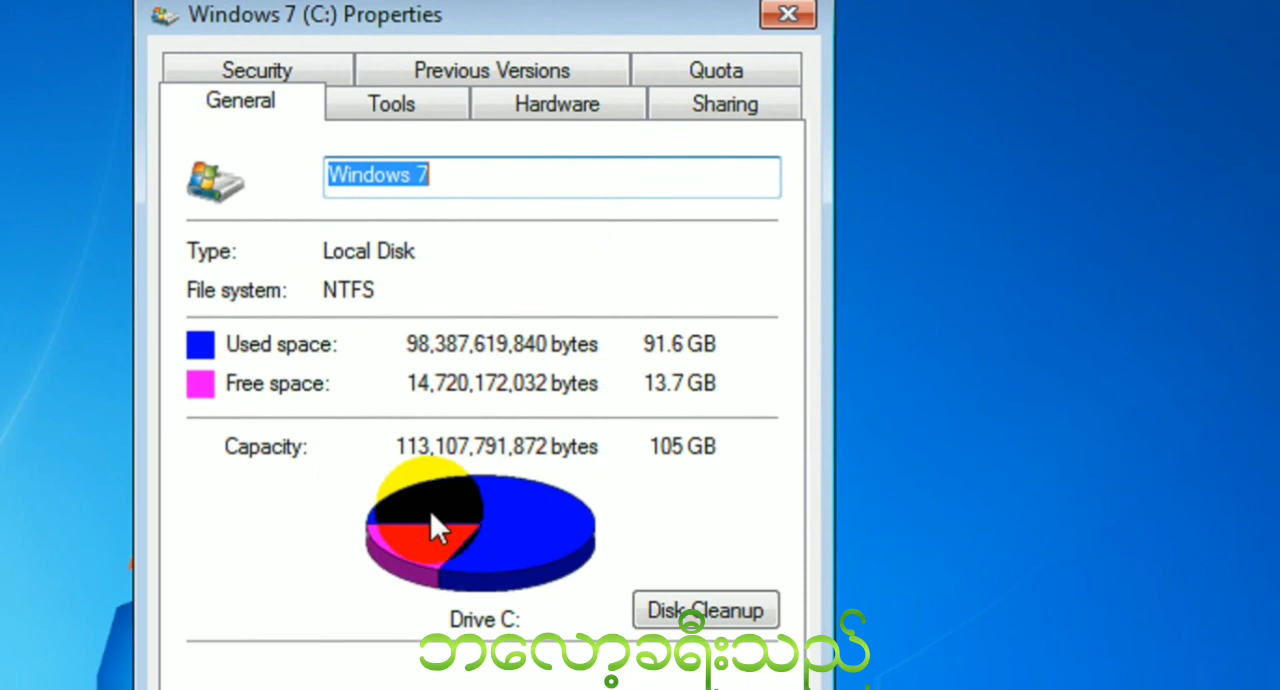 Windows 7 (C:) Properties
Security Previous Versions Quota
General Tools Hardware Sharing
Windows 7
Type: Local Disk
File system: NTFS
Used space: 98,387,619,840 bytes 91.6 GB
Free space: 14,720,172,032 bytes 13.7 GB
Capacity: 113,107,791,872 bytes 105 GB
Drive C: Disk Cleanup
ဘလော့ခရီးသည်